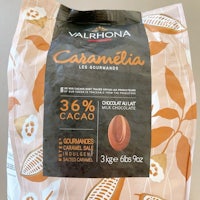 VALRHONA
Caramélia
LES GOURMANDS
36%
CACAO
CHOCOLAT AU LAIT
MILK CHOCOLATE
GOURMANDES
CARAMEL SALÉ
INDULGENT
SALTED CARAMEL
3 kg e 6lbs 9oz